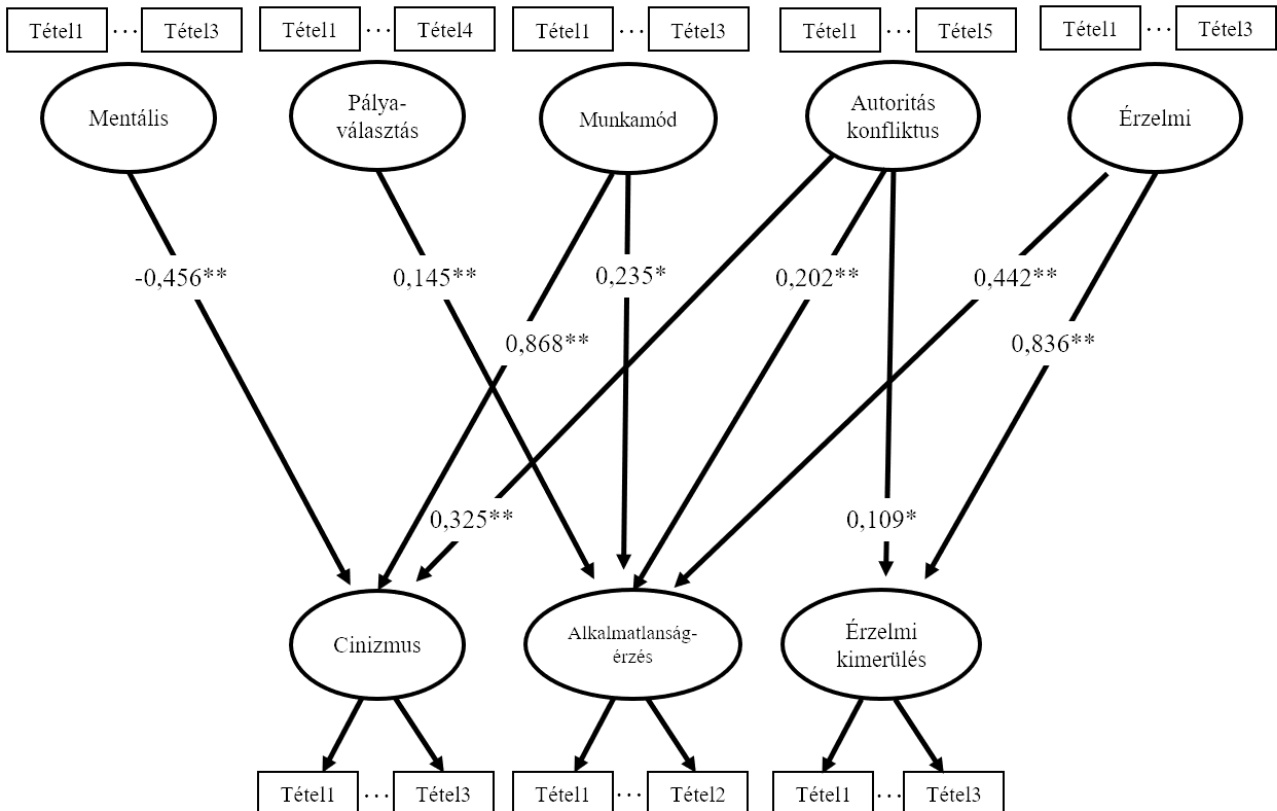 Tétel1 ... Tétel3 Tétel1 ... Tétel4 Tétel1 ... Tétel3 Tétel1 ... Tétel5 Tétel1 ... Tétel3
Mentális
Pálya-
választás
Munkamód
Autoritás
konfliktus
Érzelmi
-0,456** 0,145** 0,235* 0,202** 0,442**
0,868** 0,836**
0,325** 0,109*
Cinizmus
Alkalmatlanság-
érzés
Érzelmi
kimerülés
Tétel1 ... Tétel3 Tétel1 ... Tétel2 Tétel1 ... Tétel3